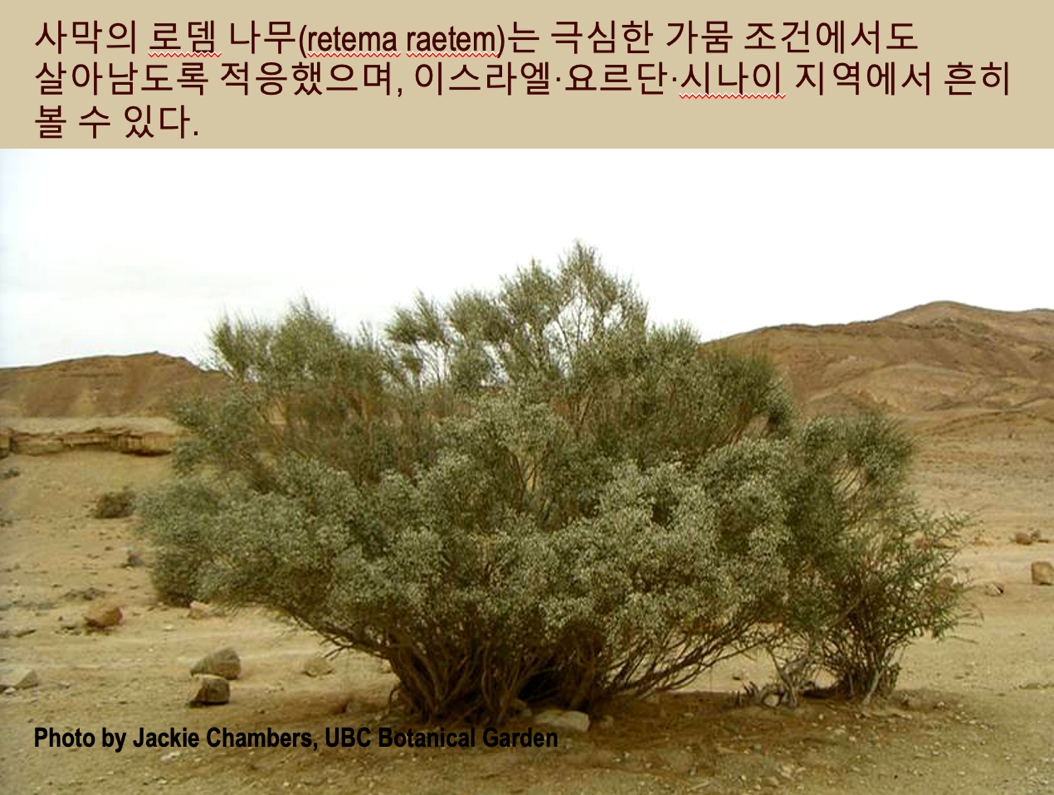 사막의 로뎀 나무(retema raetem)는 극심한 가뭄 조건에서도
살아남도록 적응했으며, 이스라엘·요르단·시나이 지역에서 흔히
볼 수 있다.
Photo by Jackie Chambers, UBC Botanical Garden